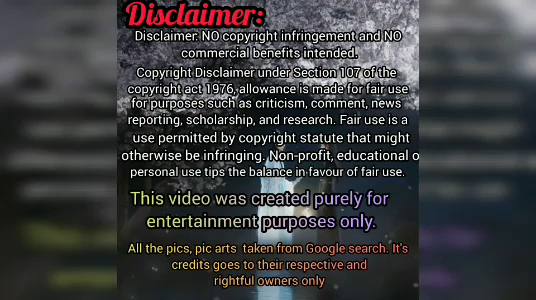 Disclaimer:
Disclaimer: NO copyright infringement and NO
commercial benefits intended.
Copyright Disclaimer under Section 107 of the
copyright act 1976, allowance is made for fair use
for purposes such as criticism, comment, news
reporting, scholarship, and research. Fair use is a
use permitted by copyright statute that might
otherwise be infringing. Non-profit, educational o
personal use tips the balance in favour of fair use.
This video was created purely for
entertainment purposes only.
All the pics, pic arts taken from Google search. It's
credits goes to their respective and
rightful owners only